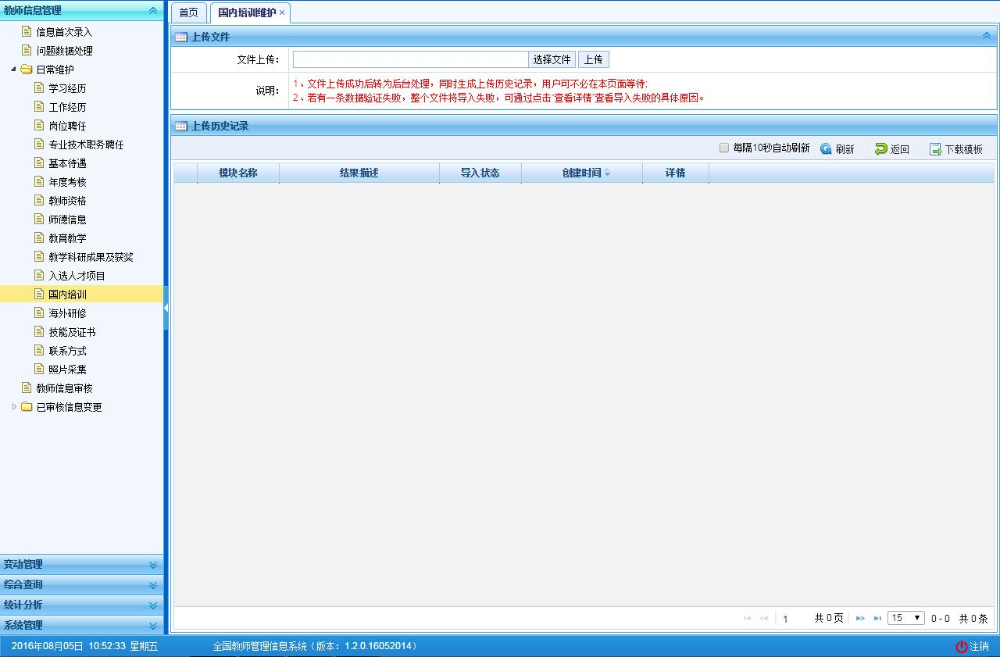 教师信息管理
信息首次录入
问题数据处理
日常维护
学习经历
工作经历
岗位聘任
专业技术职务聘任
基本待遇
年度考核
教师资格
师德信息
教育教学
教学科研成果及获奖
入选人才项目
国内培训
海外研修
技能及证书
联系方式
照片采集
教师信息审核
已审核信息变更
变动管理
综合查询
统计分析
系统管理
首页 国内培训维护 ×
上传文件
文件上传： 选择文件 上传
说明：
1、文件上传成功后转为后台处理，同时生成上传历史记录，用户可不必在本页面等待;
2、若有一条数据验证失败，整个文件将导入失败，可通过点击“查看详情”查看导入失败的具体原因。
上传历史记录
每隔10秒自动刷新 刷新 返回 下载模板
模块名称 结果描述 导入状态 创建时间 详情
1 共 0 页 15 0 - 0 共 0 条
2016年08月05日 10:52:33 星期五 全国教师管理信息系统（版本：1.2.0.16052014） 注销